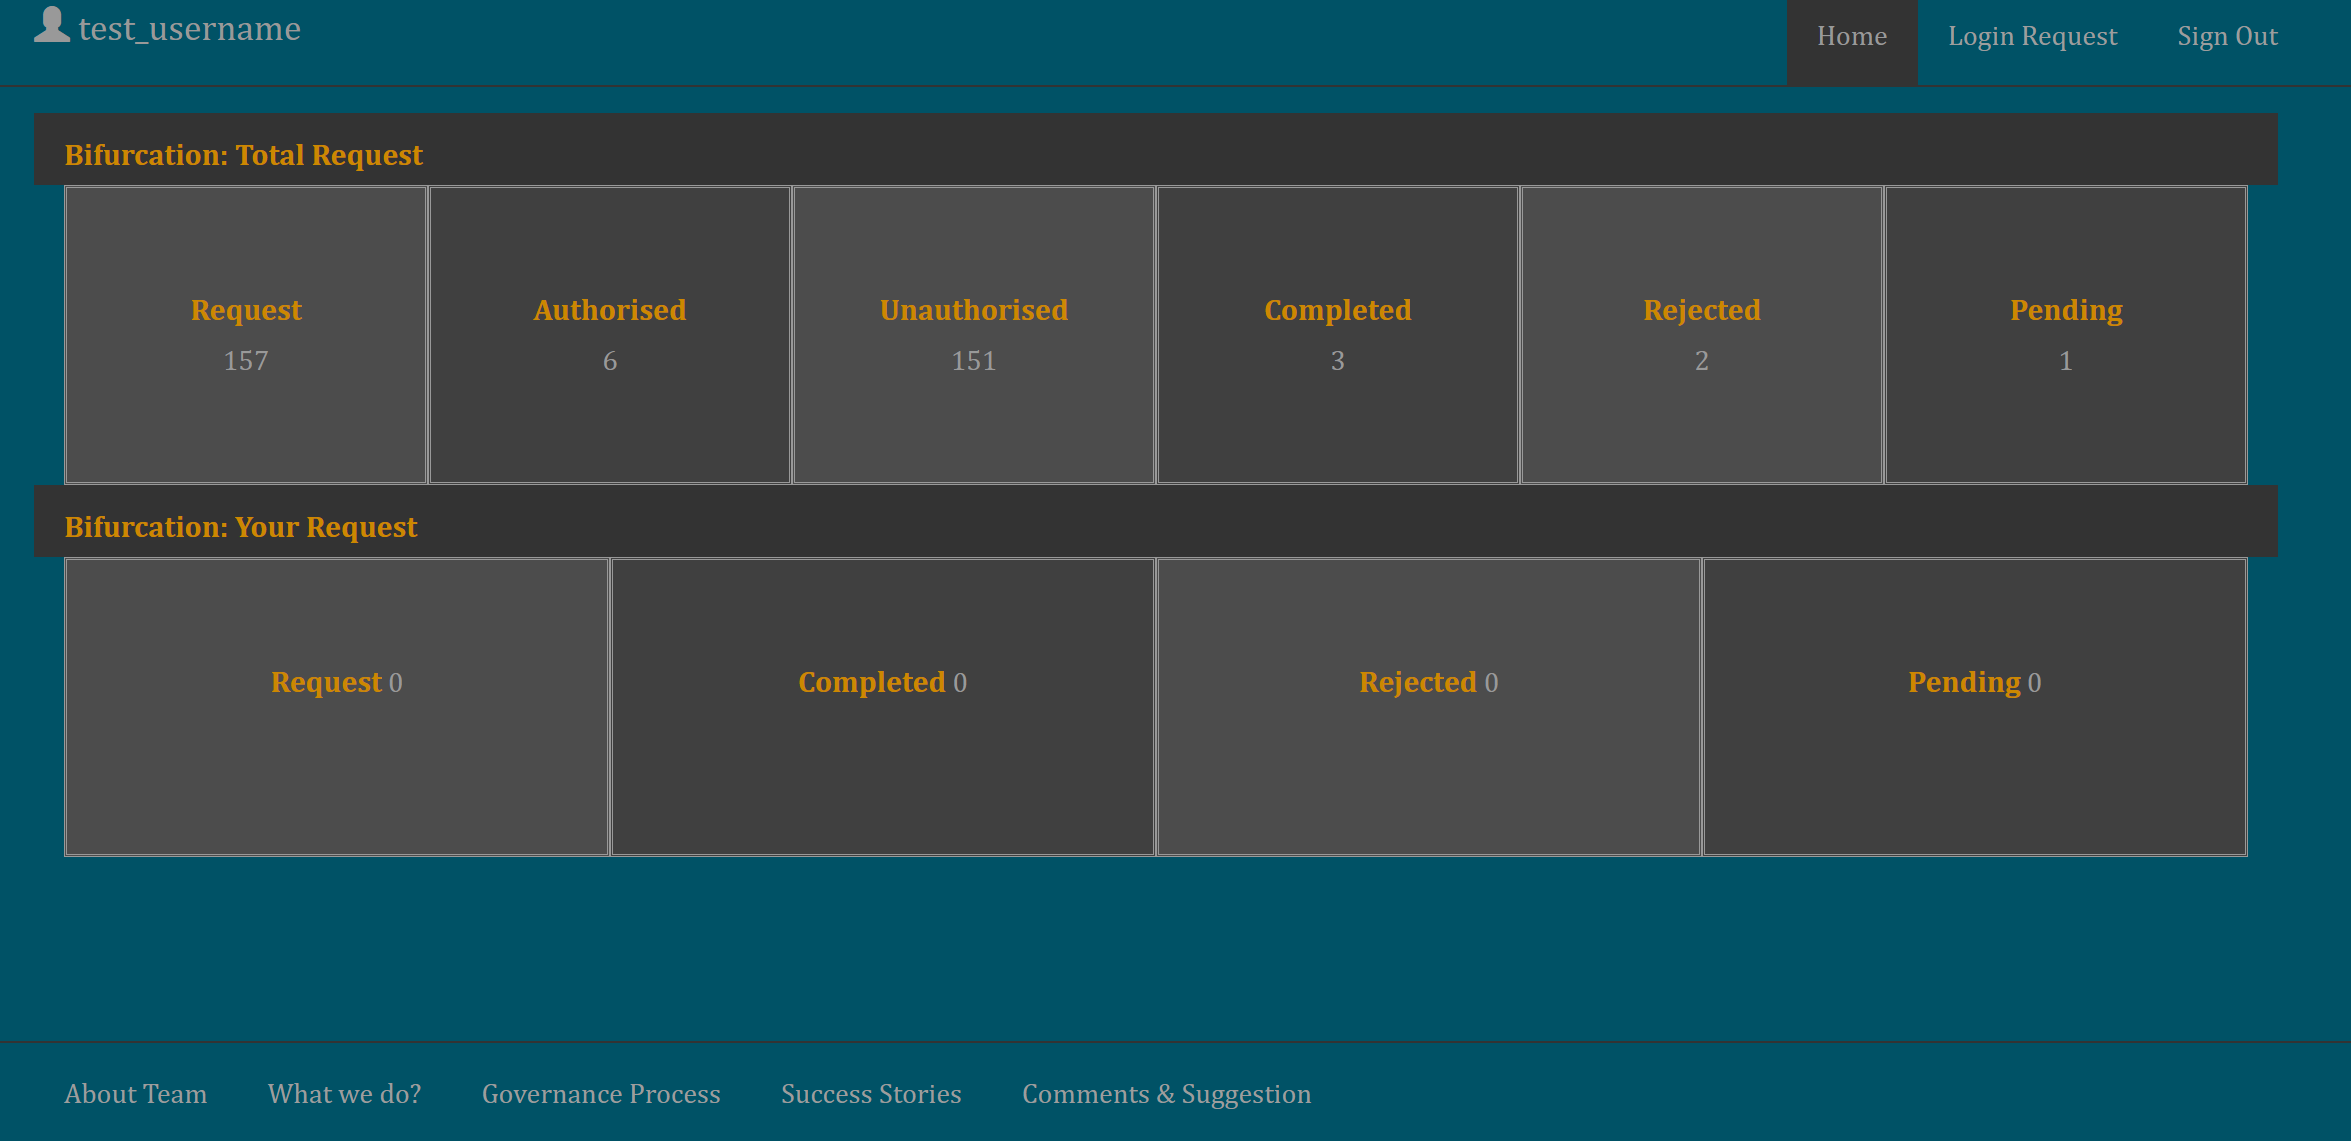 test_username
Home Login Request Sign Out
Bifurcation: Total Request
Request Authorised Unauthorised Completed Rejected Pending
157 6 151 3 2 1
Bifurcation: Your Request
Request 0 Completed 0 Rejected 0 Pending 0
About Team What we do? Governance Process Success Stories Comments & Suggestion